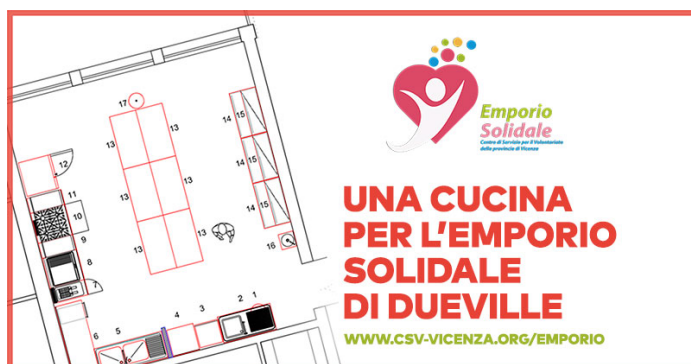 Emporio
Solidale
Centro di Servizio per il Volontariato
della provincia di Vicenza
UNA CUCINA
PER L'EMPORIO
SOLIDALE
DI DUEVILLE
WWW.CSV-VICENZA.ORG/EMPORIO
17
13
13
14
15
12
13
13
14
15
11
10
13
13
14
15
9
8
16
7
6
5
4
3
2
1